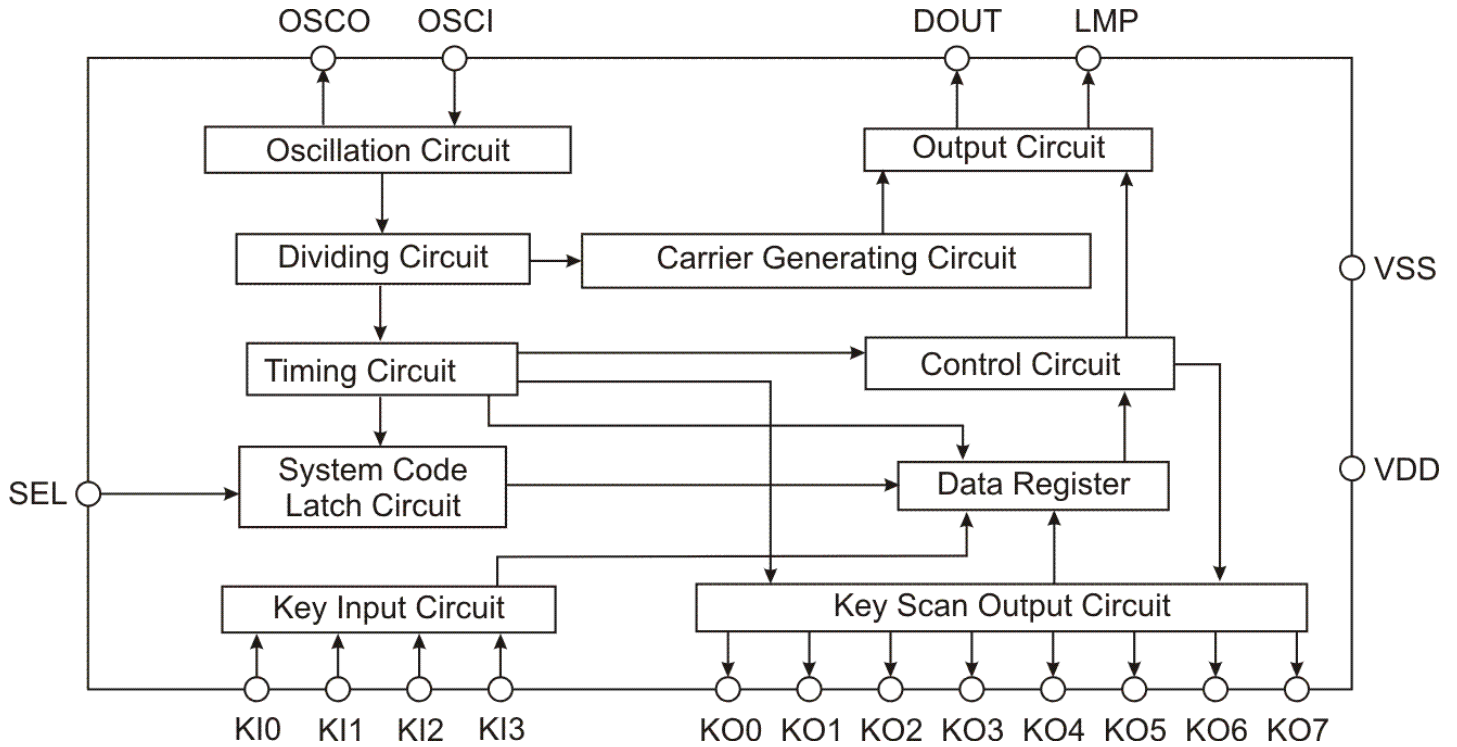 OSCO
OSCI
DOUT
LMP
Oscillation Circuit
Output Circuit
Dividing Circuit
Carrier Generating Circuit
VSS
Timing Circuit
Control Circuit
System Code
Latch Circuit
Data Register
VDD
SEL
Key Input Circuit
Key Scan Output Circuit
KI0
KI1
KI2
KI3
KO0
KO1
KO2
KO3
KO4
KO5
KO6
KO7